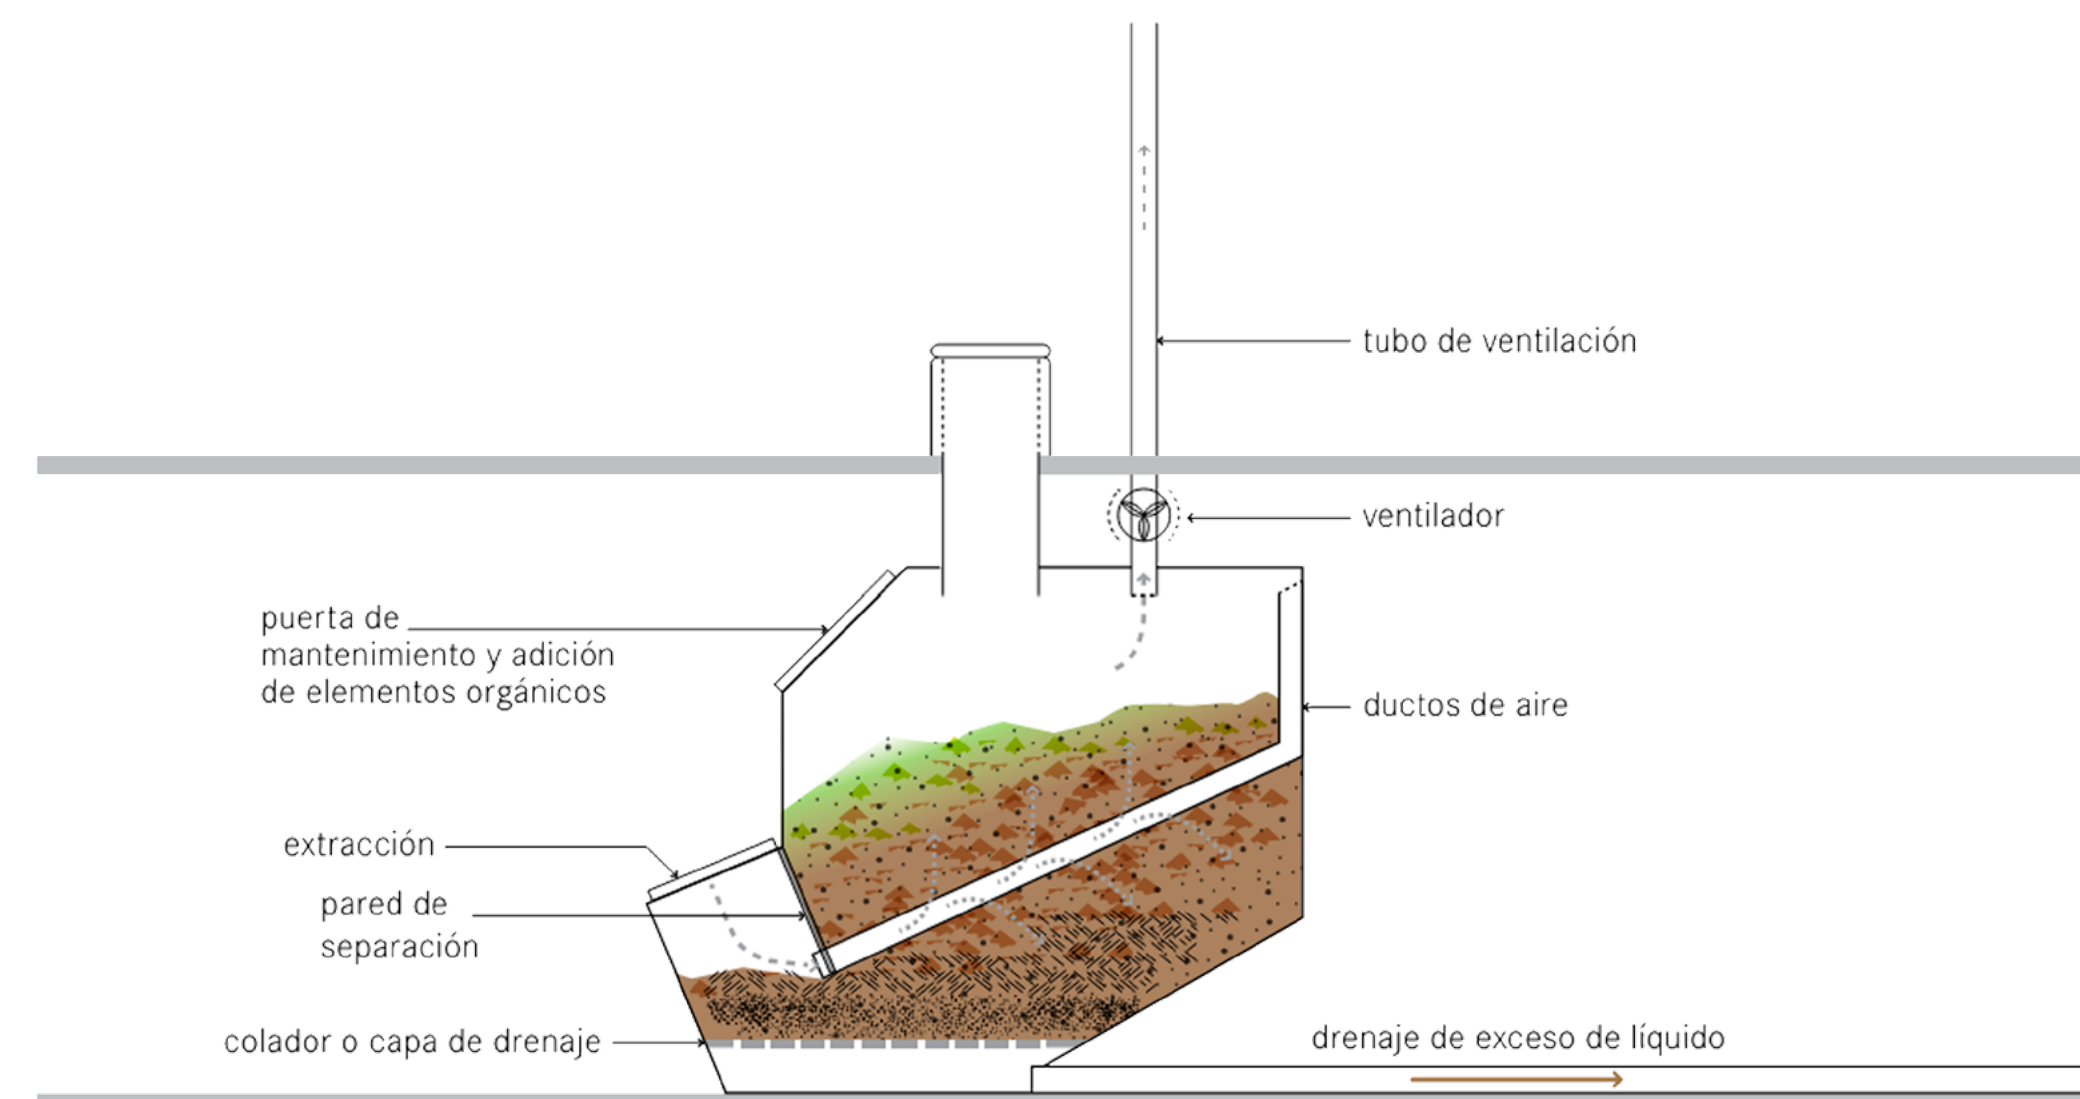 tubo de ventilación
ventilador
puerta de
mantenimiento y adición
de elementos orgánicos
ductos de aire
extracción
pared de
separación
colador o capa de drenaje
drenaje de exceso de líquido